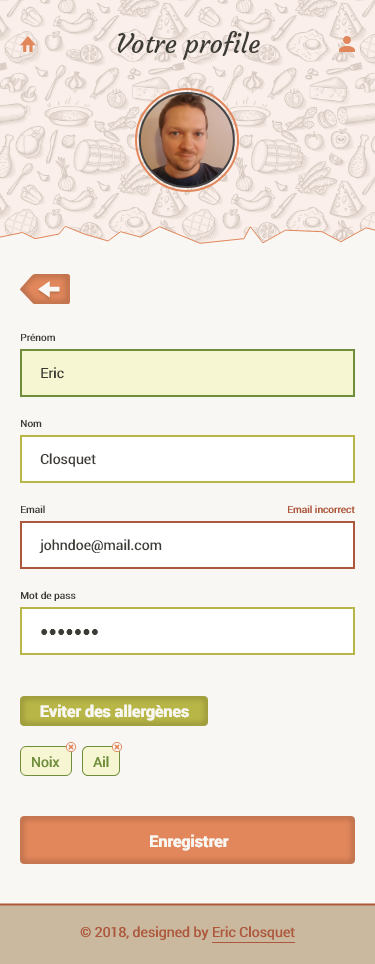 Votre profile
Prénom
Eric
Nom
Closquet
Email Email incorrect
johndoe@mail.com
Mot de pass
•••••••
Eviter des allergènes
Noix Ail
Enregistrer
© 2018, designed by Eric Closquet